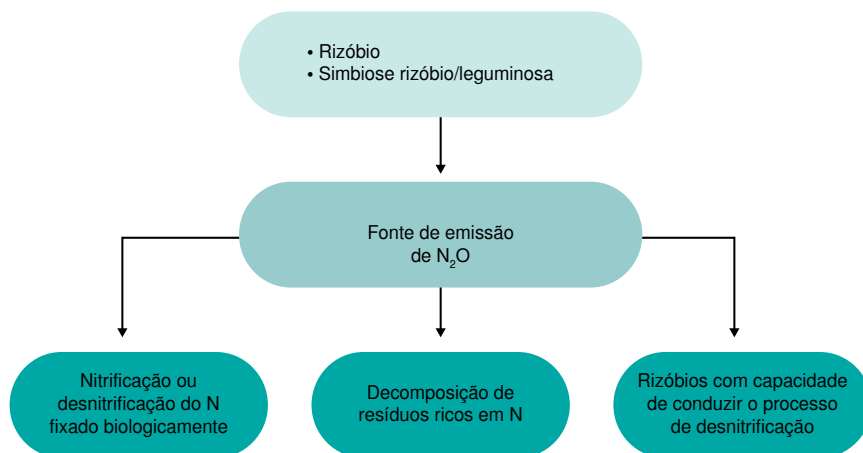 • Rizóbio
• Simbiose rizóbio/leguminosa
Fonte de emissão
de N₂O
Nitrificação ou
desnitrificação do N
fixado biologicamente
Decomposição de
resíduos ricos em N
Rizóbios com capacidade
de conduzir o processo
de desnitrificação